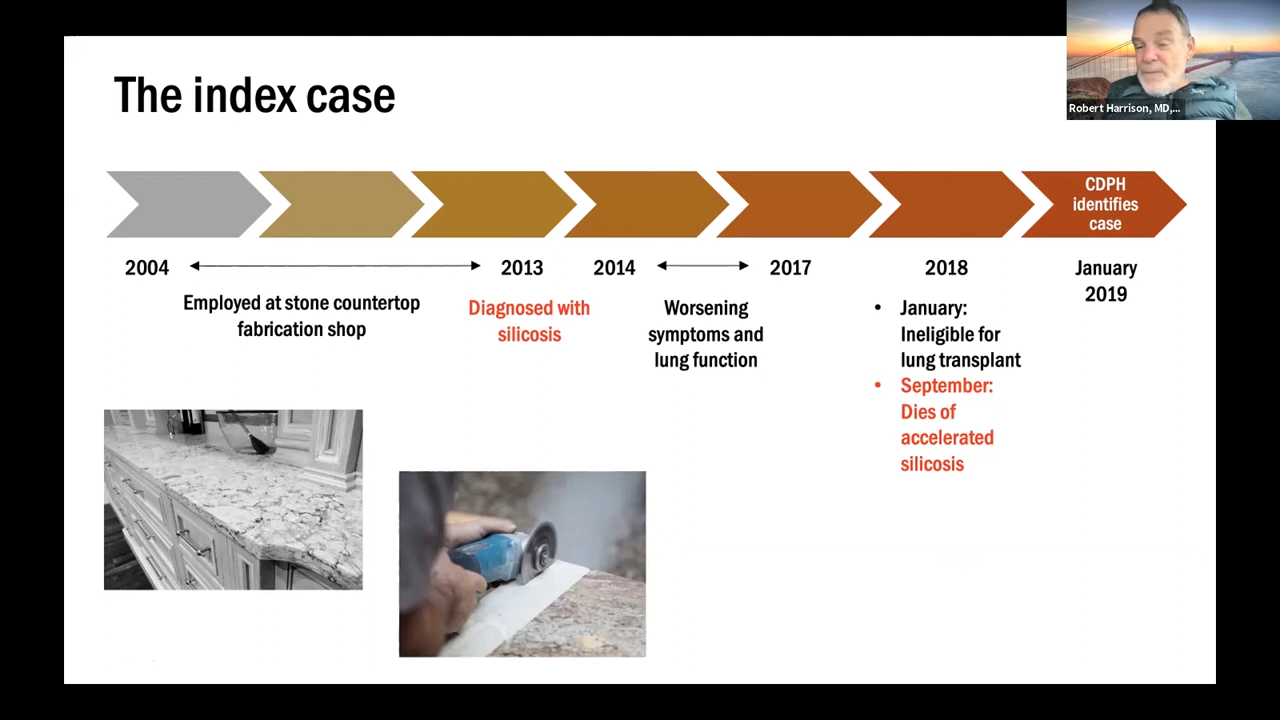 The index case
Robert Harrison, MD,...
CDPH
identifies
case
2004
2013
2014
2017
2018
January
2019
Employed at stone countertop
fabrication shop
Diagnosed with
silicosis
Worsening
symptoms and
lung function
• January:
Ineligible for
lung transplant
• September:
Dies of
accelerated
silicosis